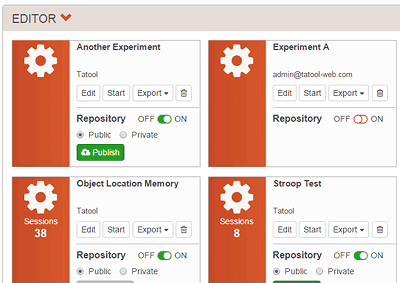 EDITOR
Another Experiment
Tatool
Edit Start Export
Repository OFF ON
Public Private
Publish
Experiment A
admin@tatool-web.com
Edit Start Export
Repository OFF ON
Sessions
38
Object Location Memory
Tatool
Edit Start Export
Repository OFF ON
Public Private
Sessions
8
Stroop Test
Tatool
Edit Start Export
Repository OFF ON
Public Private